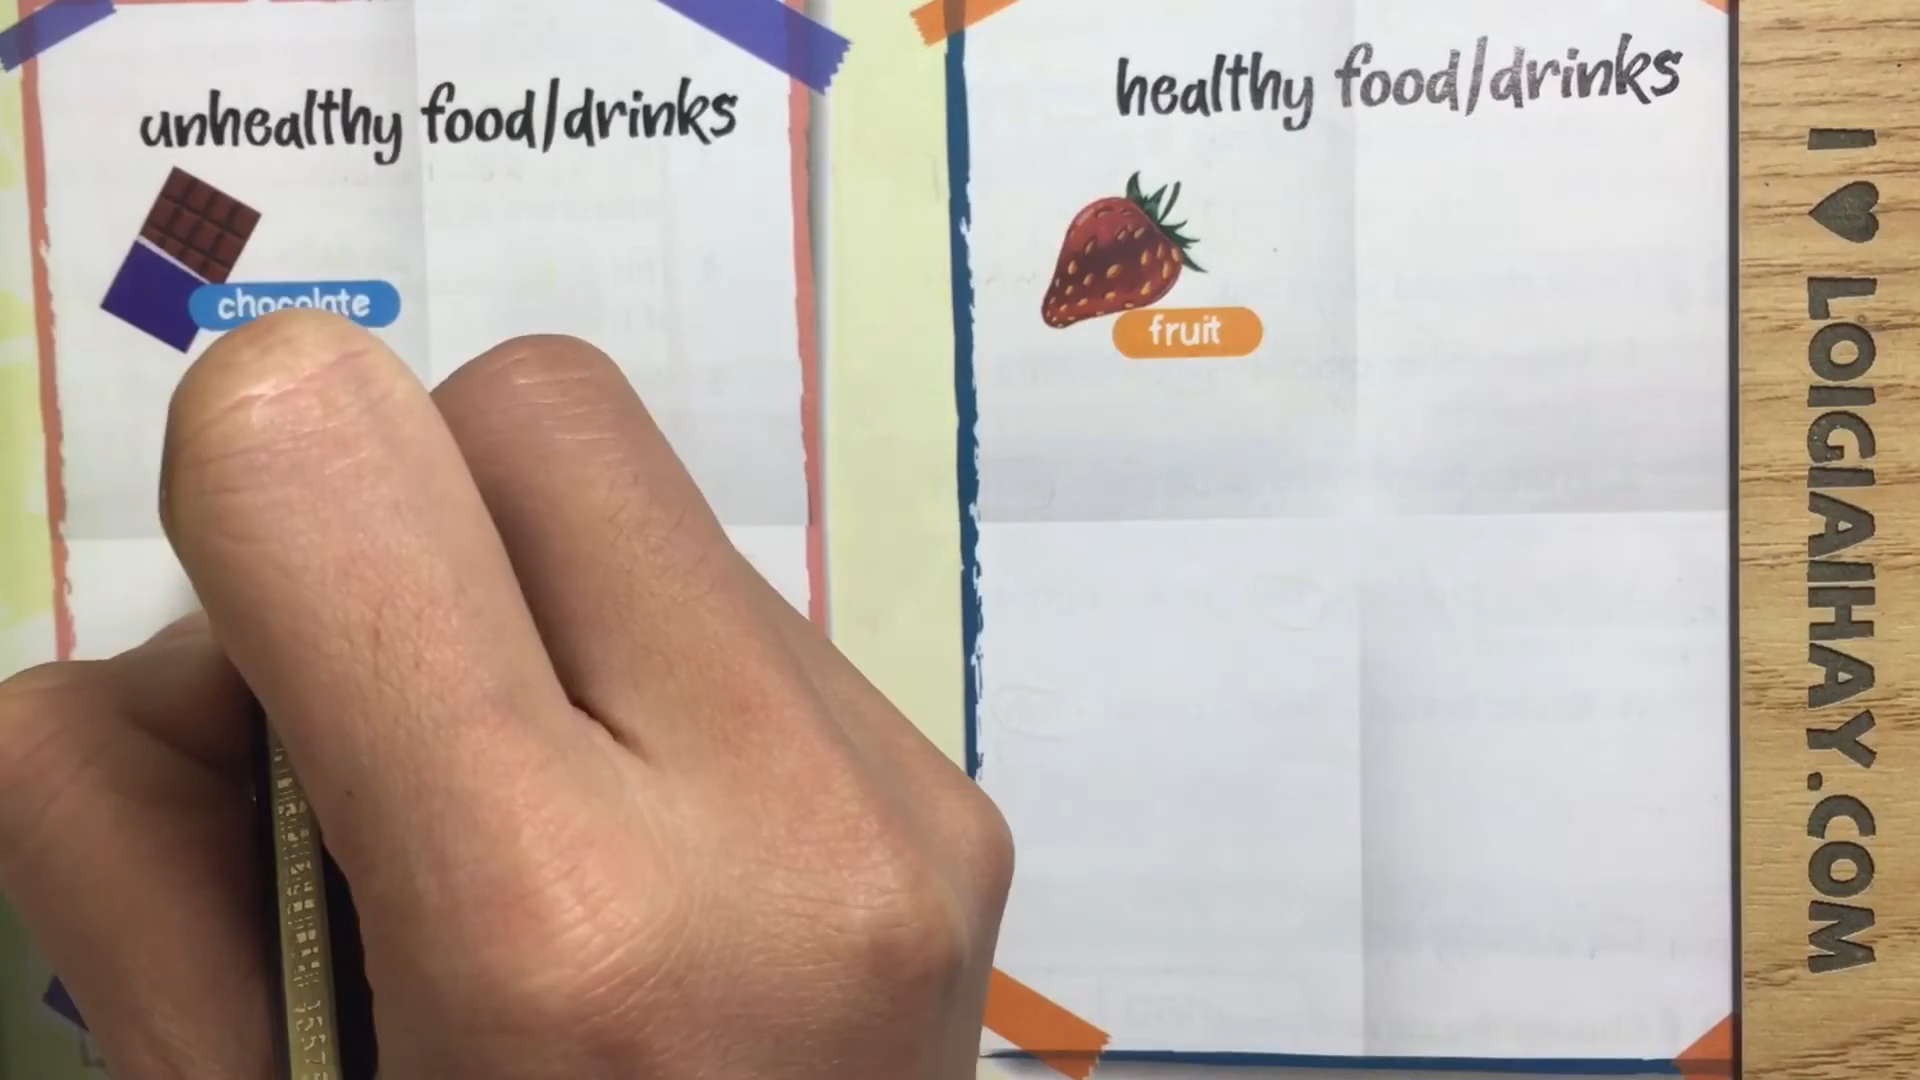 unhealthy food/drinks
chocolate
healthy food/drinks
fruit
I ♥ LOIGIAIHAY.COM